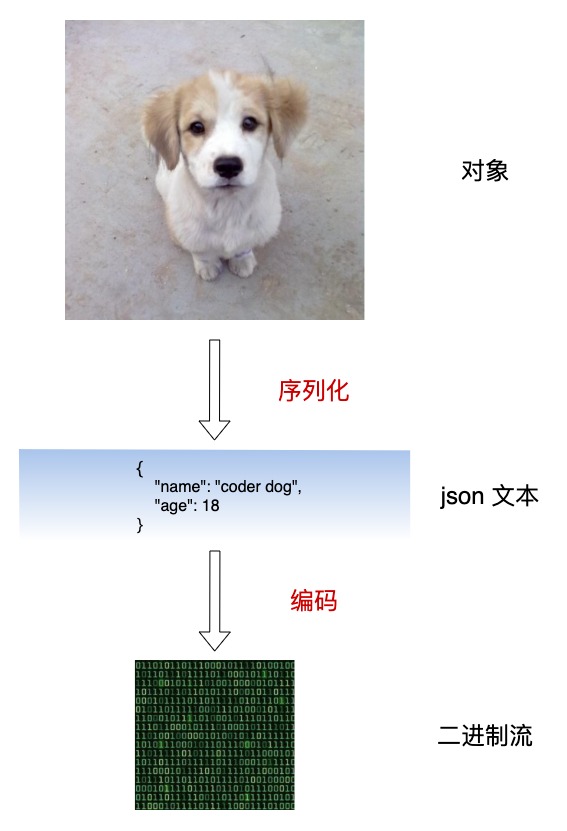 对象
序列化
{
"name": "coder dog",
"age": 18
}
json 文本
编码
二进制流